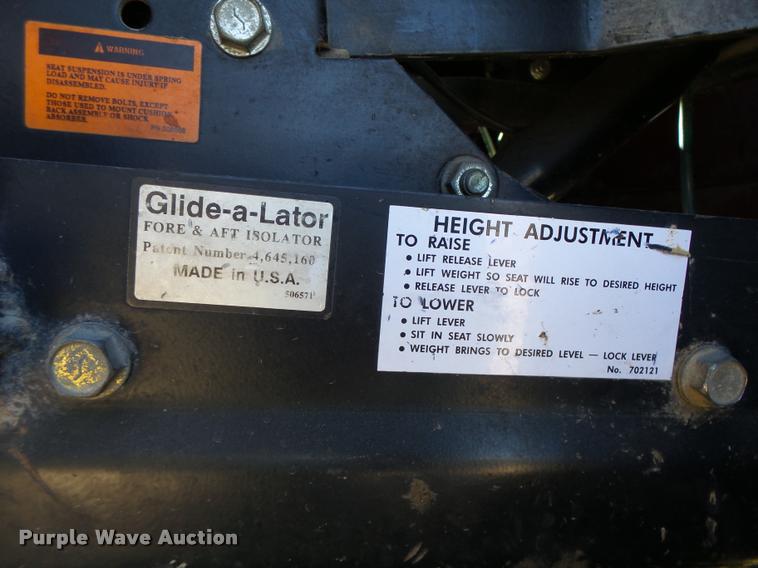 WARNING
SEAT SUSPENSION IS UNDER SPRING
LOAD AND MAY CAUSE INJURY IF
DISASSEMBLED.
DO NOT REMOVE BOLTS, EXCEPT
THOSE USED TO MOUNT CUSHION,
BACK ASSEMBLY OR SHOCK
ABSORBER.
Glide-a-Lator
FORE & AFT ISOLATOR
Patent Number 4,645,160
MADE in U.S.A.
506571
HEIGHT ADJUSTMENT
TO RAISE
• LIFT RELEASE LEVER
• LIFT WEIGHT SO SEAT WILL RISE TO DESIRED HEIGHT
• RELEASE LEVER TO LOCK
TO LOWER
• LIFT LEVER
• SIT IN SEAT SLOWLY
• WEIGHT BRINGS TO DESIRED LEVEL — LOCK LEVER
No. 702121
Purple Wave Auction